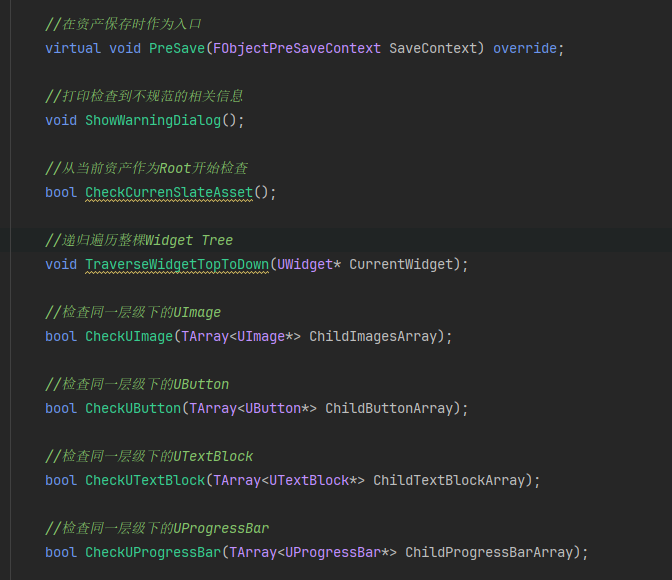 //在资产保存时作为入口
virtual void PreSave(FObjectPreSaveContext SaveContext) override;
//打印检查到不规范的相关信息
void ShowWarningDialog();
//从当前资产作为Root开始检查
bool CheckCurrenSlateAsset();
//递归遍历整棵Widget Tree
void TraverseWidgetTopToDown(UWidget* CurrentWidget);
//检查同一层级下的UImage
bool CheckUImage(TArray<UImage*> ChildImagesArray);
//检查同一层级下的UButton
bool CheckUButton(TArray<UButton*> ChildButtonArray);
//检查同一层级下的UTextBlock
bool CheckUTextBlock(TArray<UTextBlock*> ChildTextBlockArray);
//检查同一层级下的UProgressBar
bool CheckUProgressBar(TArray<UProgressBar*> ChildProgressBarArray);